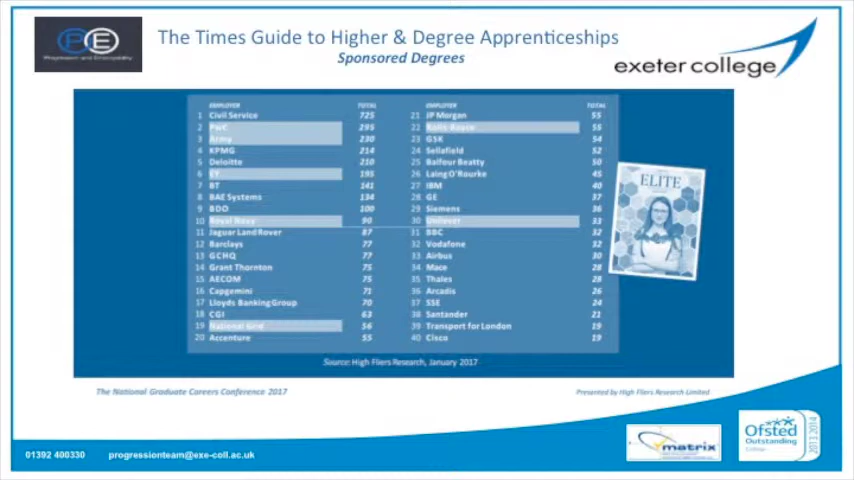 PE
Progression and Employability
The Times Guide to Higher & Degree Apprenticeships
Sponsored Degrees
exeter college
EMPLOYER TOTAL
1 Civil Service 725
2 PwC 295
3 Army 230
4 KPMG 214
5 Deloitte 210
6 EY 195
7 BT 141
8 BAE Systems 134
9 BDO 100
10 Royal Navy 90
11 Jaguar Land Rover 87
12 Barclays 77
13 GCHQ 77
14 Grant Thornton 75
15 AECOM 75
16 Capgemini 71
17 Lloyds Banking Group 70
18 CGI 63
19 National Grid 56
20 Accenture 55
EMPLOYER TOTAL
21 JP Morgan 55
22 Rolls-Royce 55
23 GSK 54
24 Sellafield 52
25 Balfour Beatty 50
26 Laing O'Rourke 45
27 IBM 40
28 GE 37
29 Siemens 36
30 Unilever 33
31 BBC 32
32 Vodafone 32
33 Airbus 30
34 Mace 28
35 Thales 28
36 Arcadis 26
37 SSE 24
38 Santander 21
39 Transport for London 19
40 Cisco 19
ELITE
Source: High Fliers Research, January 2017
The National Graduate Careers Conference 2017
Presented by High Fliers Research Limited
01392 400330 progressionteam@exe-coll.ac.uk
matrix
Ofsted
Outstanding
2013|2014